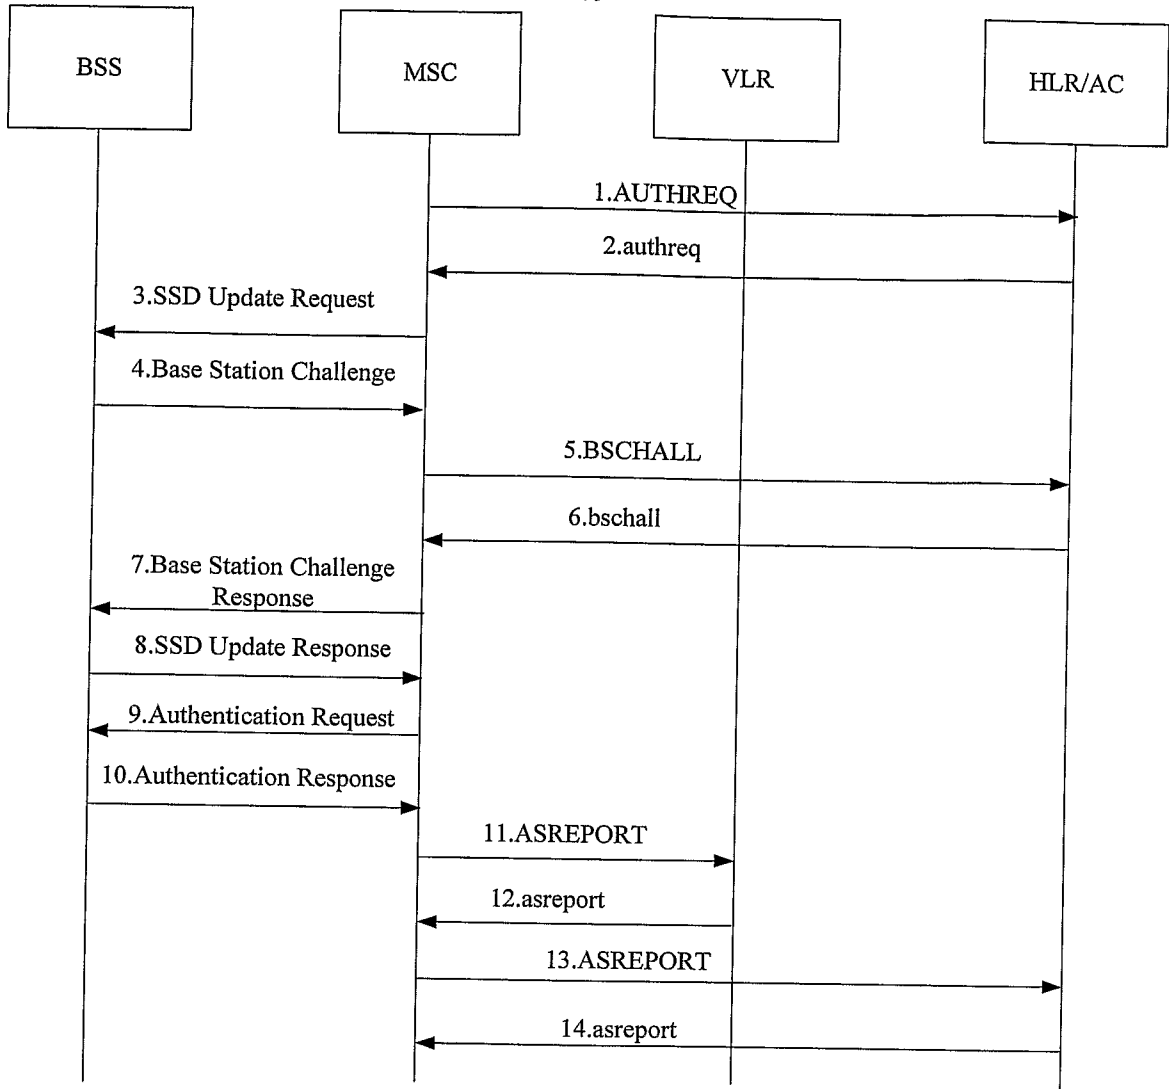 BSS
MSC
VLR
HLR/AC
1.AUTHREQ
2.authreq
3.SSD Update Request
4.Base Station Challenge
5.BSCHALL
6.bschall
7.Base Station Challenge
Response
8.SSD Update Response
9.Authentication Request
10.Authentication Response
11.ASREPORT
12.asreport
13.ASREPORT
14.asreport